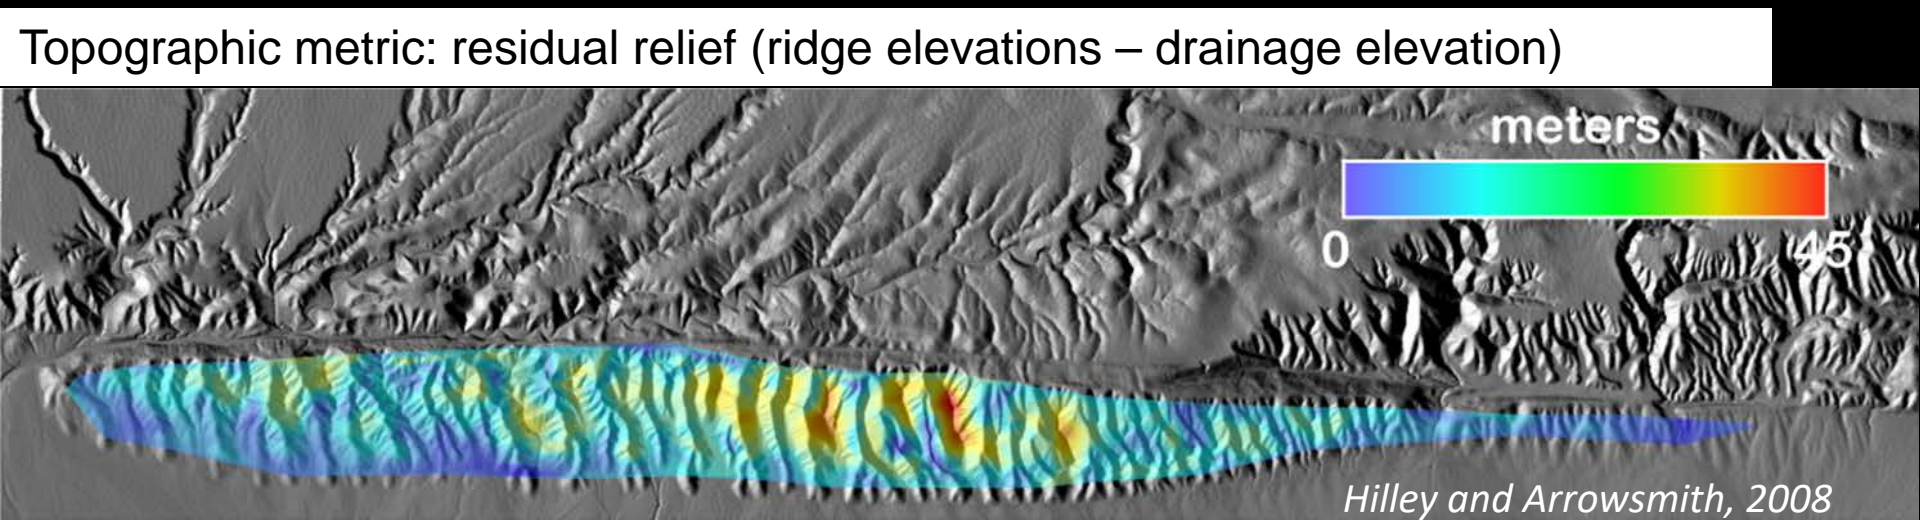 Topographic metric: residual relief (ridge elevations – drainage elevation)
meters
0 45
Hilley and Arrowsmith, 2008